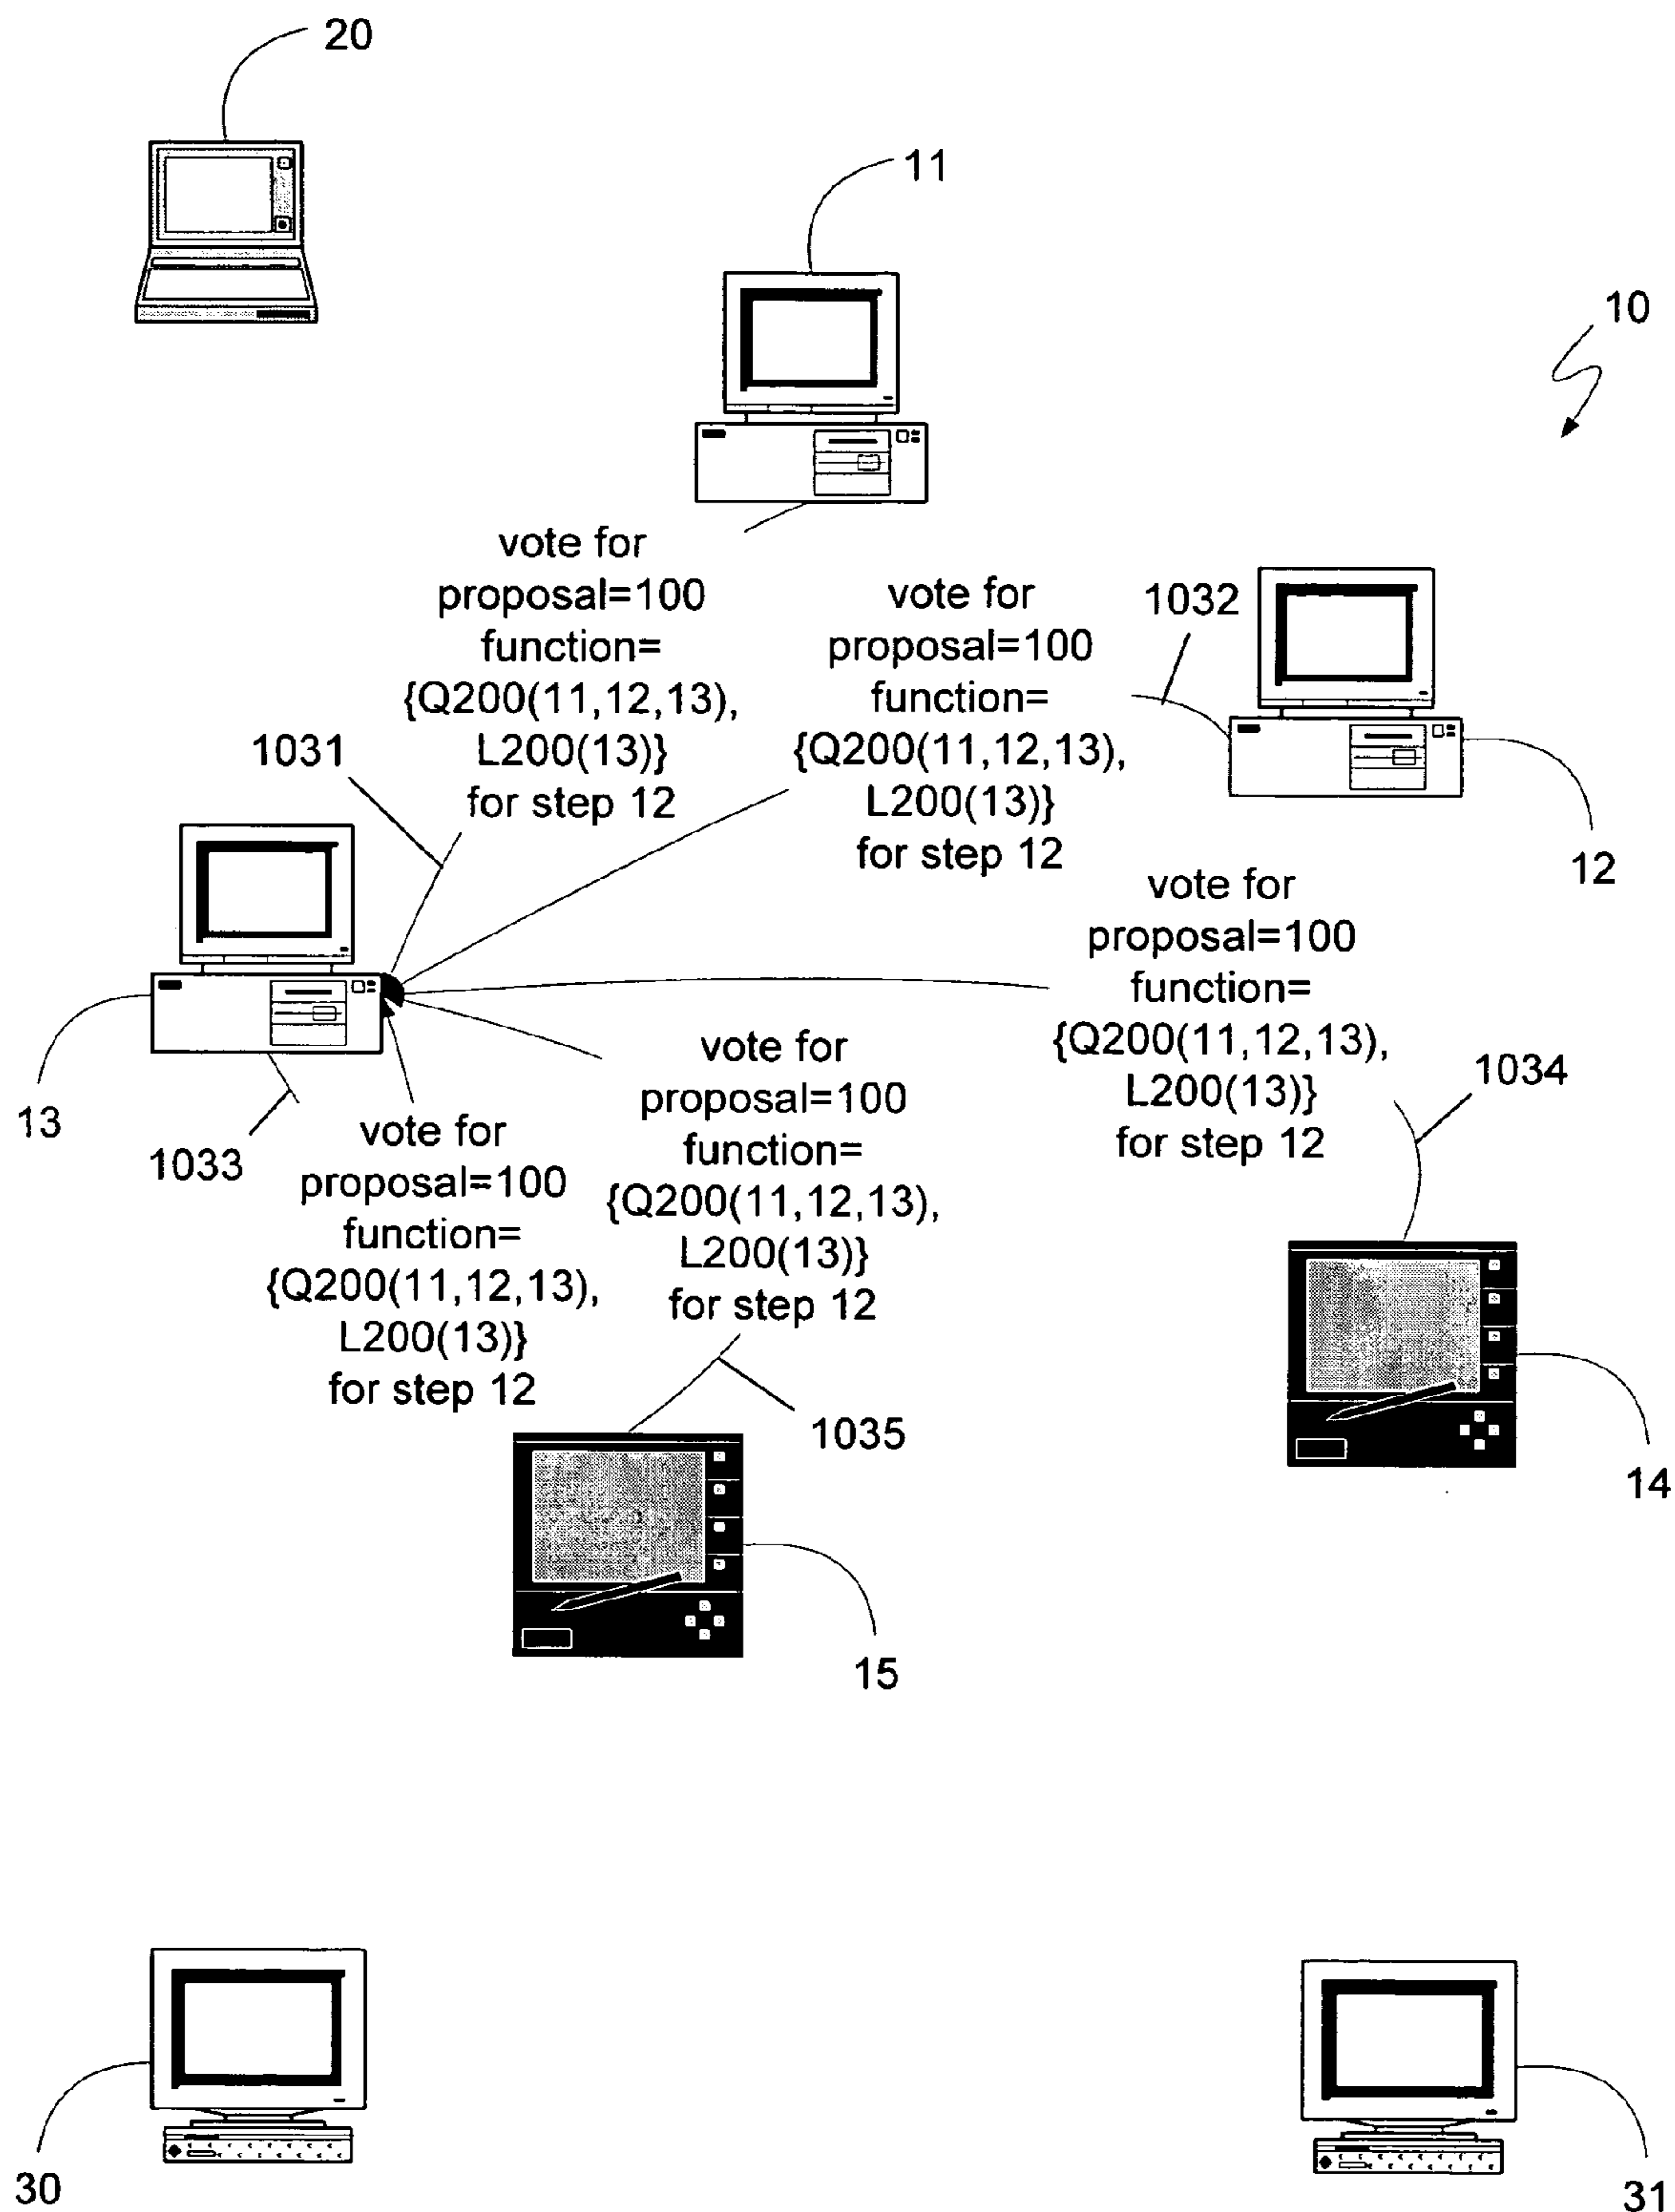 20
11
10
vote for
proposal=100
function=
{Q200(11,12,13),
L200(13)}
for step 12
vote for
proposal=100
function=
{Q200(11,12,13),
L200(13)}
for step 12
1032
1031
12
vote for
proposal=100
function=
{Q200(11,12,13),
L200(13)}
for step 12
1034
13
1033
vote for
proposal=100
function=
{Q200(11,12,13),
L200(13)}
for step 12
vote for
proposal=100
function=
{Q200(11,12,13),
L200(13)}
for step 12
1035
14
15
30
31